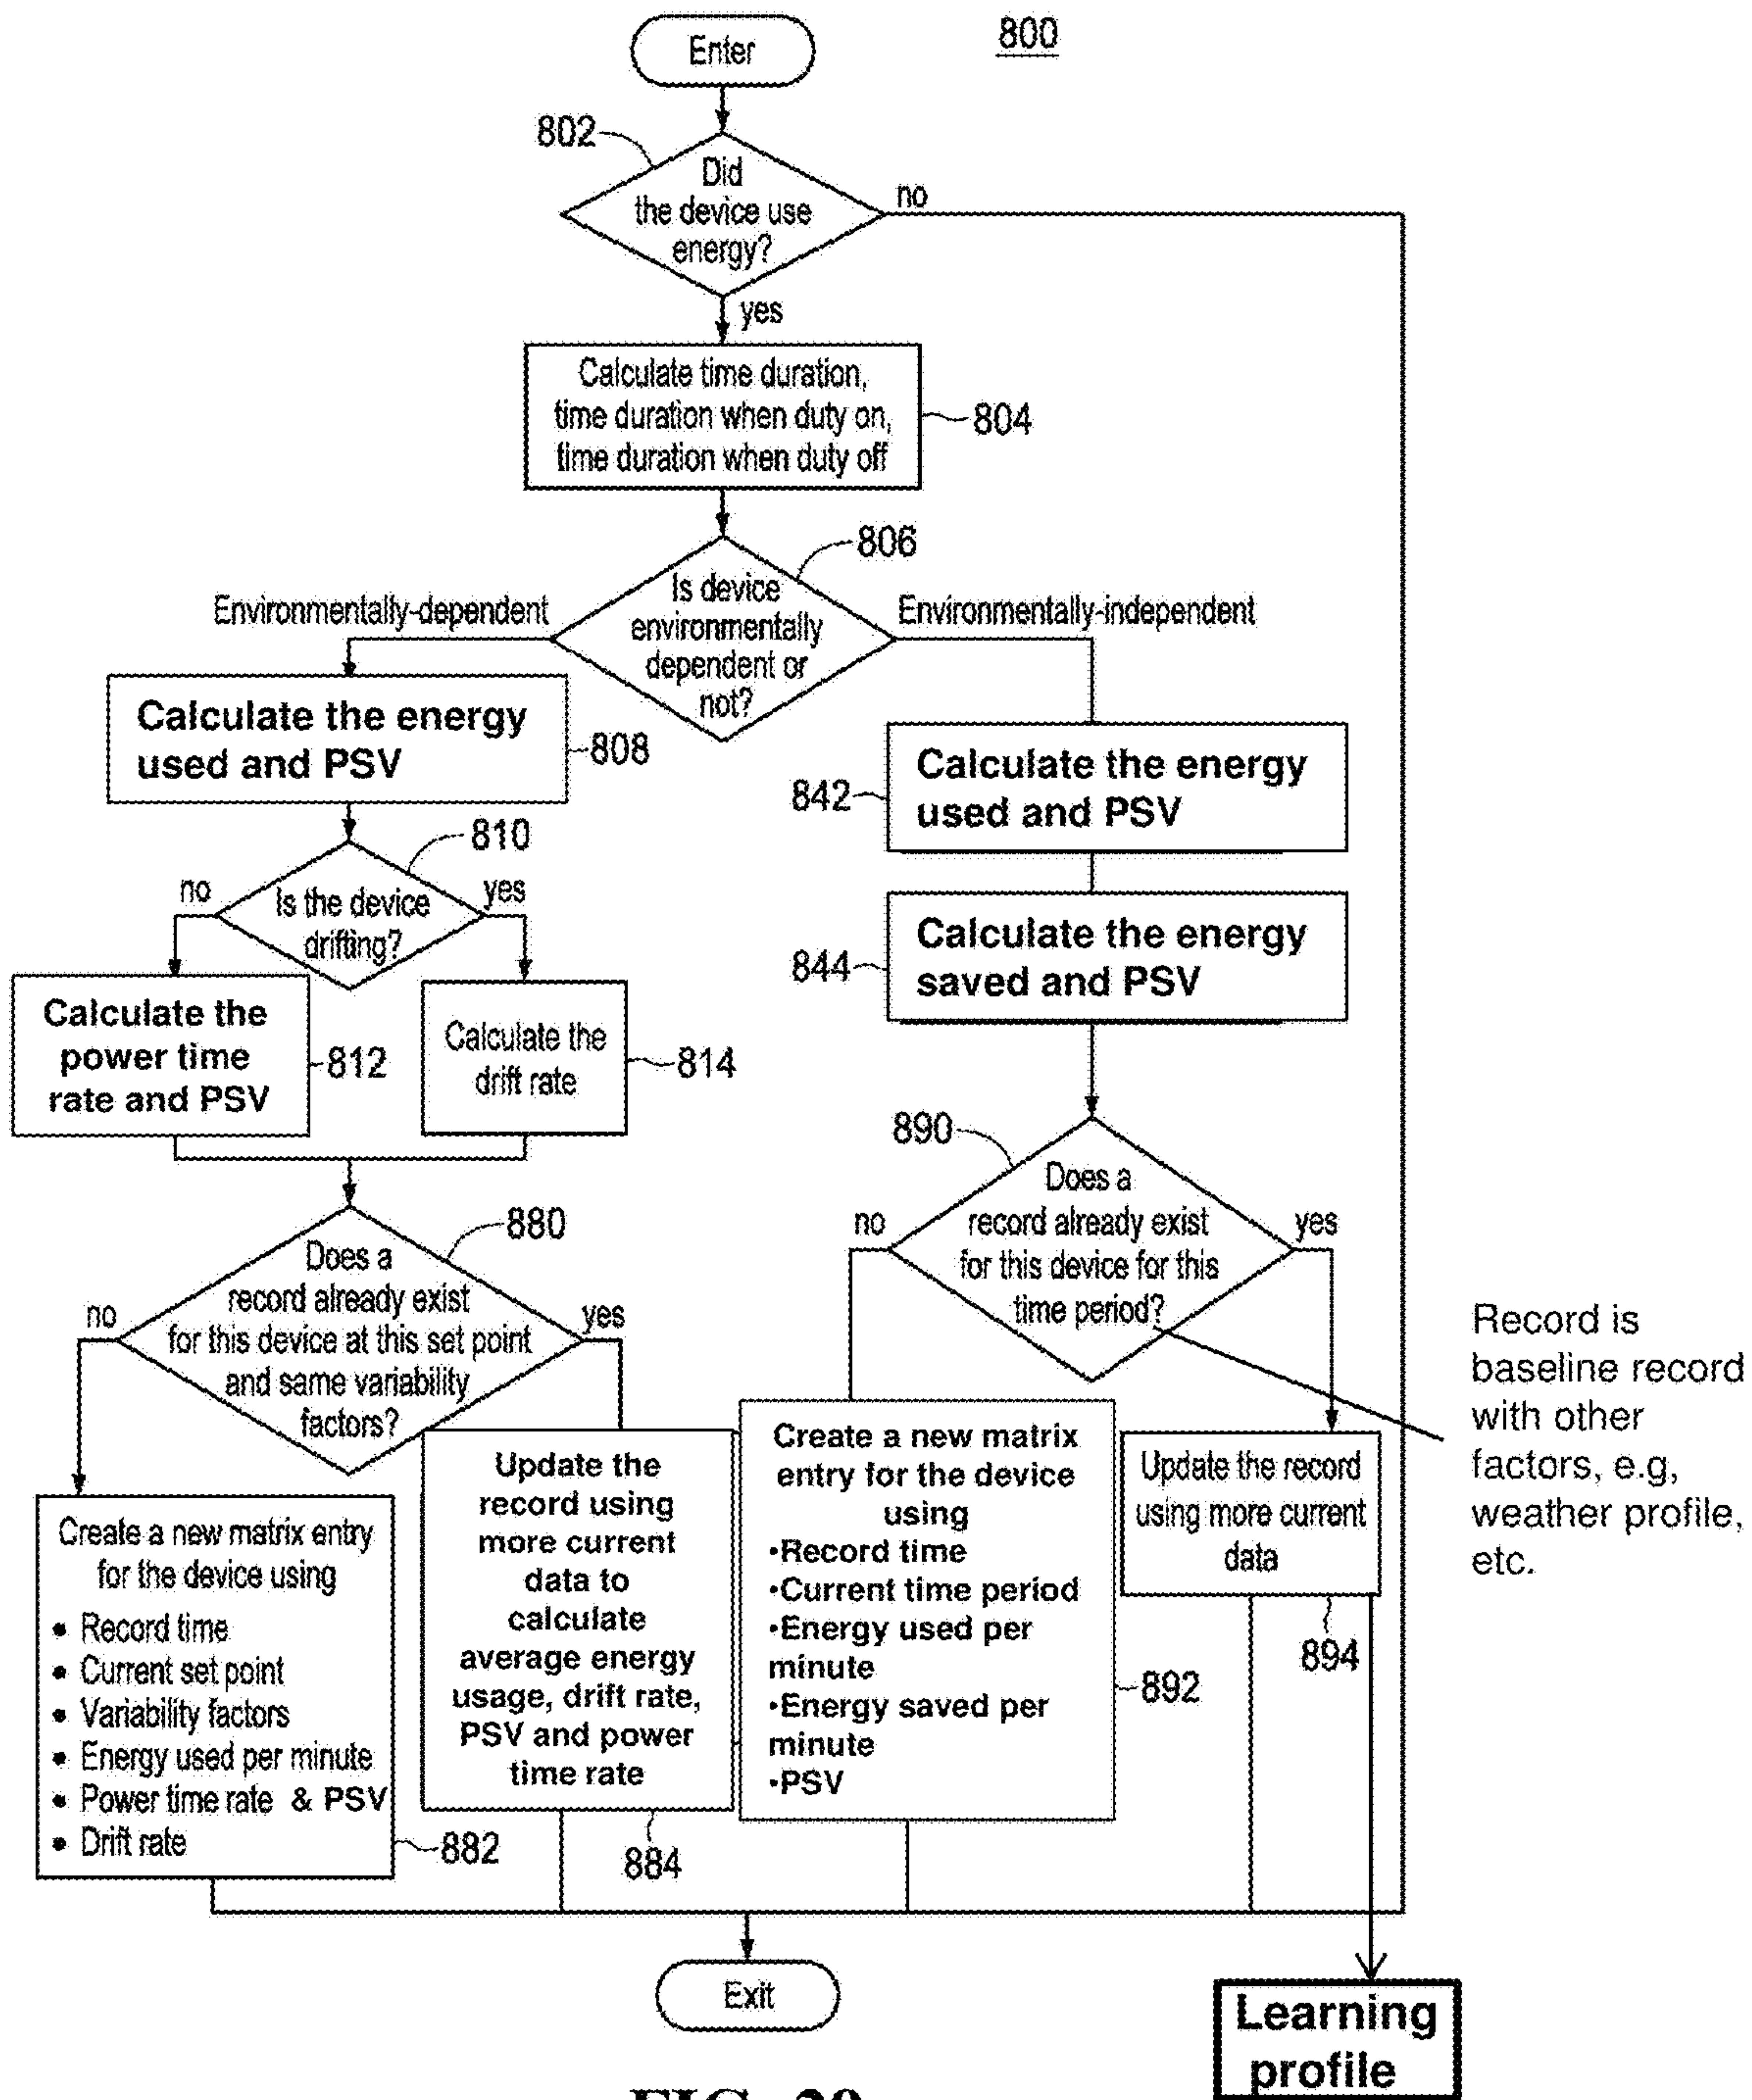 800
Enter
802
Did
the device use
energy?
no
yes
Calculate time duration,
time duration when duty on,
time duration when duty off
804
806
Is device
environmentally
dependent or
not?
Environmentally-dependent
Environmentally-independent
Calculate the energy
used and PSV
808
842
Calculate the energy
used and PSV
810
no
Is the device
drifting?
yes
844
Calculate the energy
saved and PSV
Calculate the
power time
rate and PSV
812
Calculate the
drift rate
814
890
Does a
record already exist
for this device for this
time period?
no
yes
880
Does a
record already exist
for this device at this set point
and same variability
factors?
no
yes
Record is
baseline record
with other
factors, e.g,
weather profile,
etc.
Create a new matrix entry
for the device using
• Record time
• Current set point
• Variability factors
• Energy used per minute
• Power time rate & PSV
• Drift rate
882
Update the
record using
more current
data to
calculate
average energy
usage, drift rate,
PSV and power
time rate
884
Create a new matrix
entry for the device
using
•Record time
•Current time period
•Energy used per
minute
•Energy saved per
minute
•PSV
892
Update the record
using more current
data
894
Exit
Learning
profile